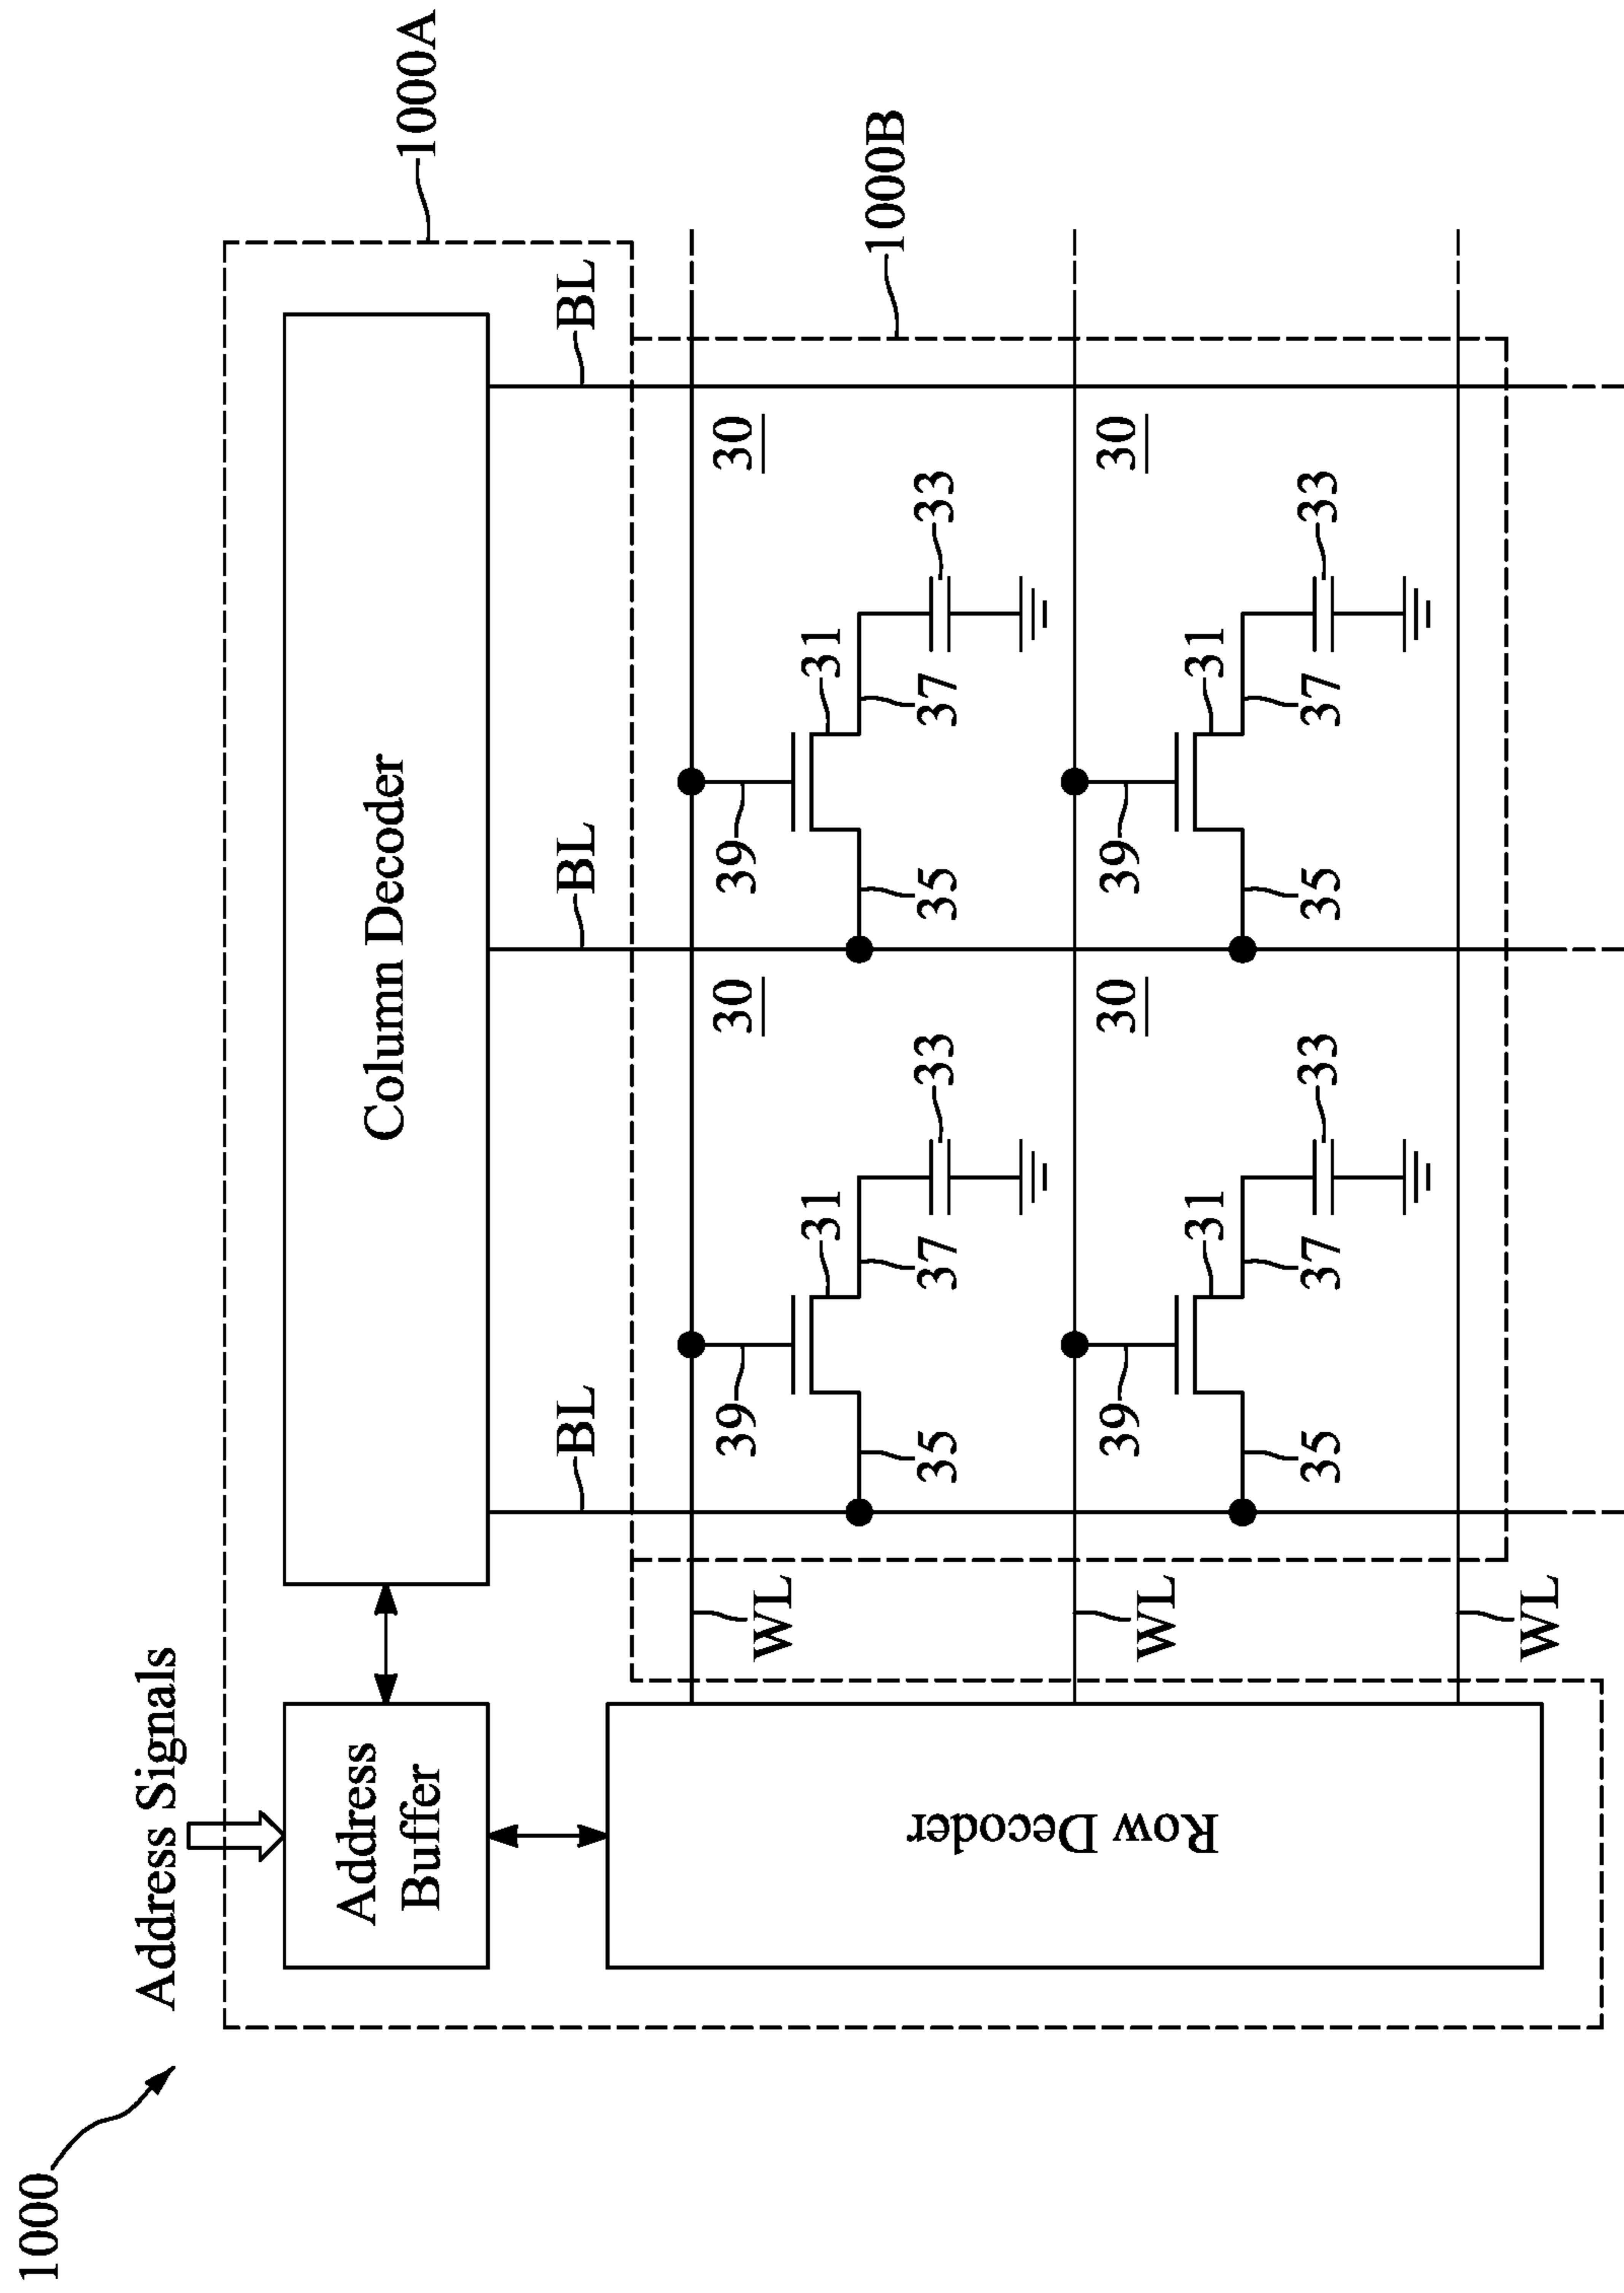 1000
Address Signals
1000A
Address
Buffer
Column Decoder
BL
BL
BL
1000B
39
30
39
30
WL
31
31
35
37
33
35
37
33
Row Decoder
39
30
39
30
WL
31
31
35
37
33
35
37
33
WL